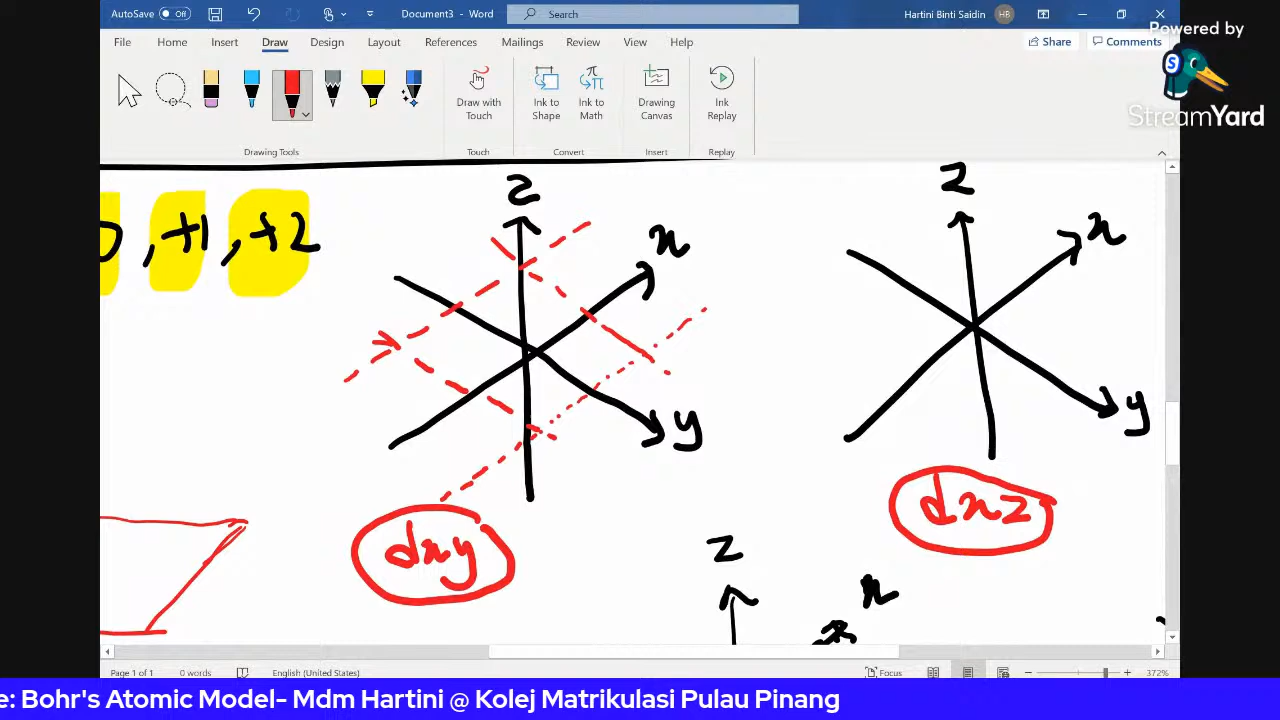 AutoSave Off Document3 - Word Search Hartini Binti Saidin HB
Powered by
StreamYard
File Home Insert Draw Design Layout References Mailings Review View Help Share Comments
Draw with Touch
Ink to Shape
Ink to Math
Drawing Canvas
Ink Replay
Drawing Tools Touch Convert Insert Replay
0, +1, +2
z
x
y
dxy
z
x
y
dxz
z
x
Page 1 of 1 0 words English (United States) Focus 372%
e: Bohr's Atomic Model- Mdm Hartini @ Kolej Matrikulasi Pulau Pinang